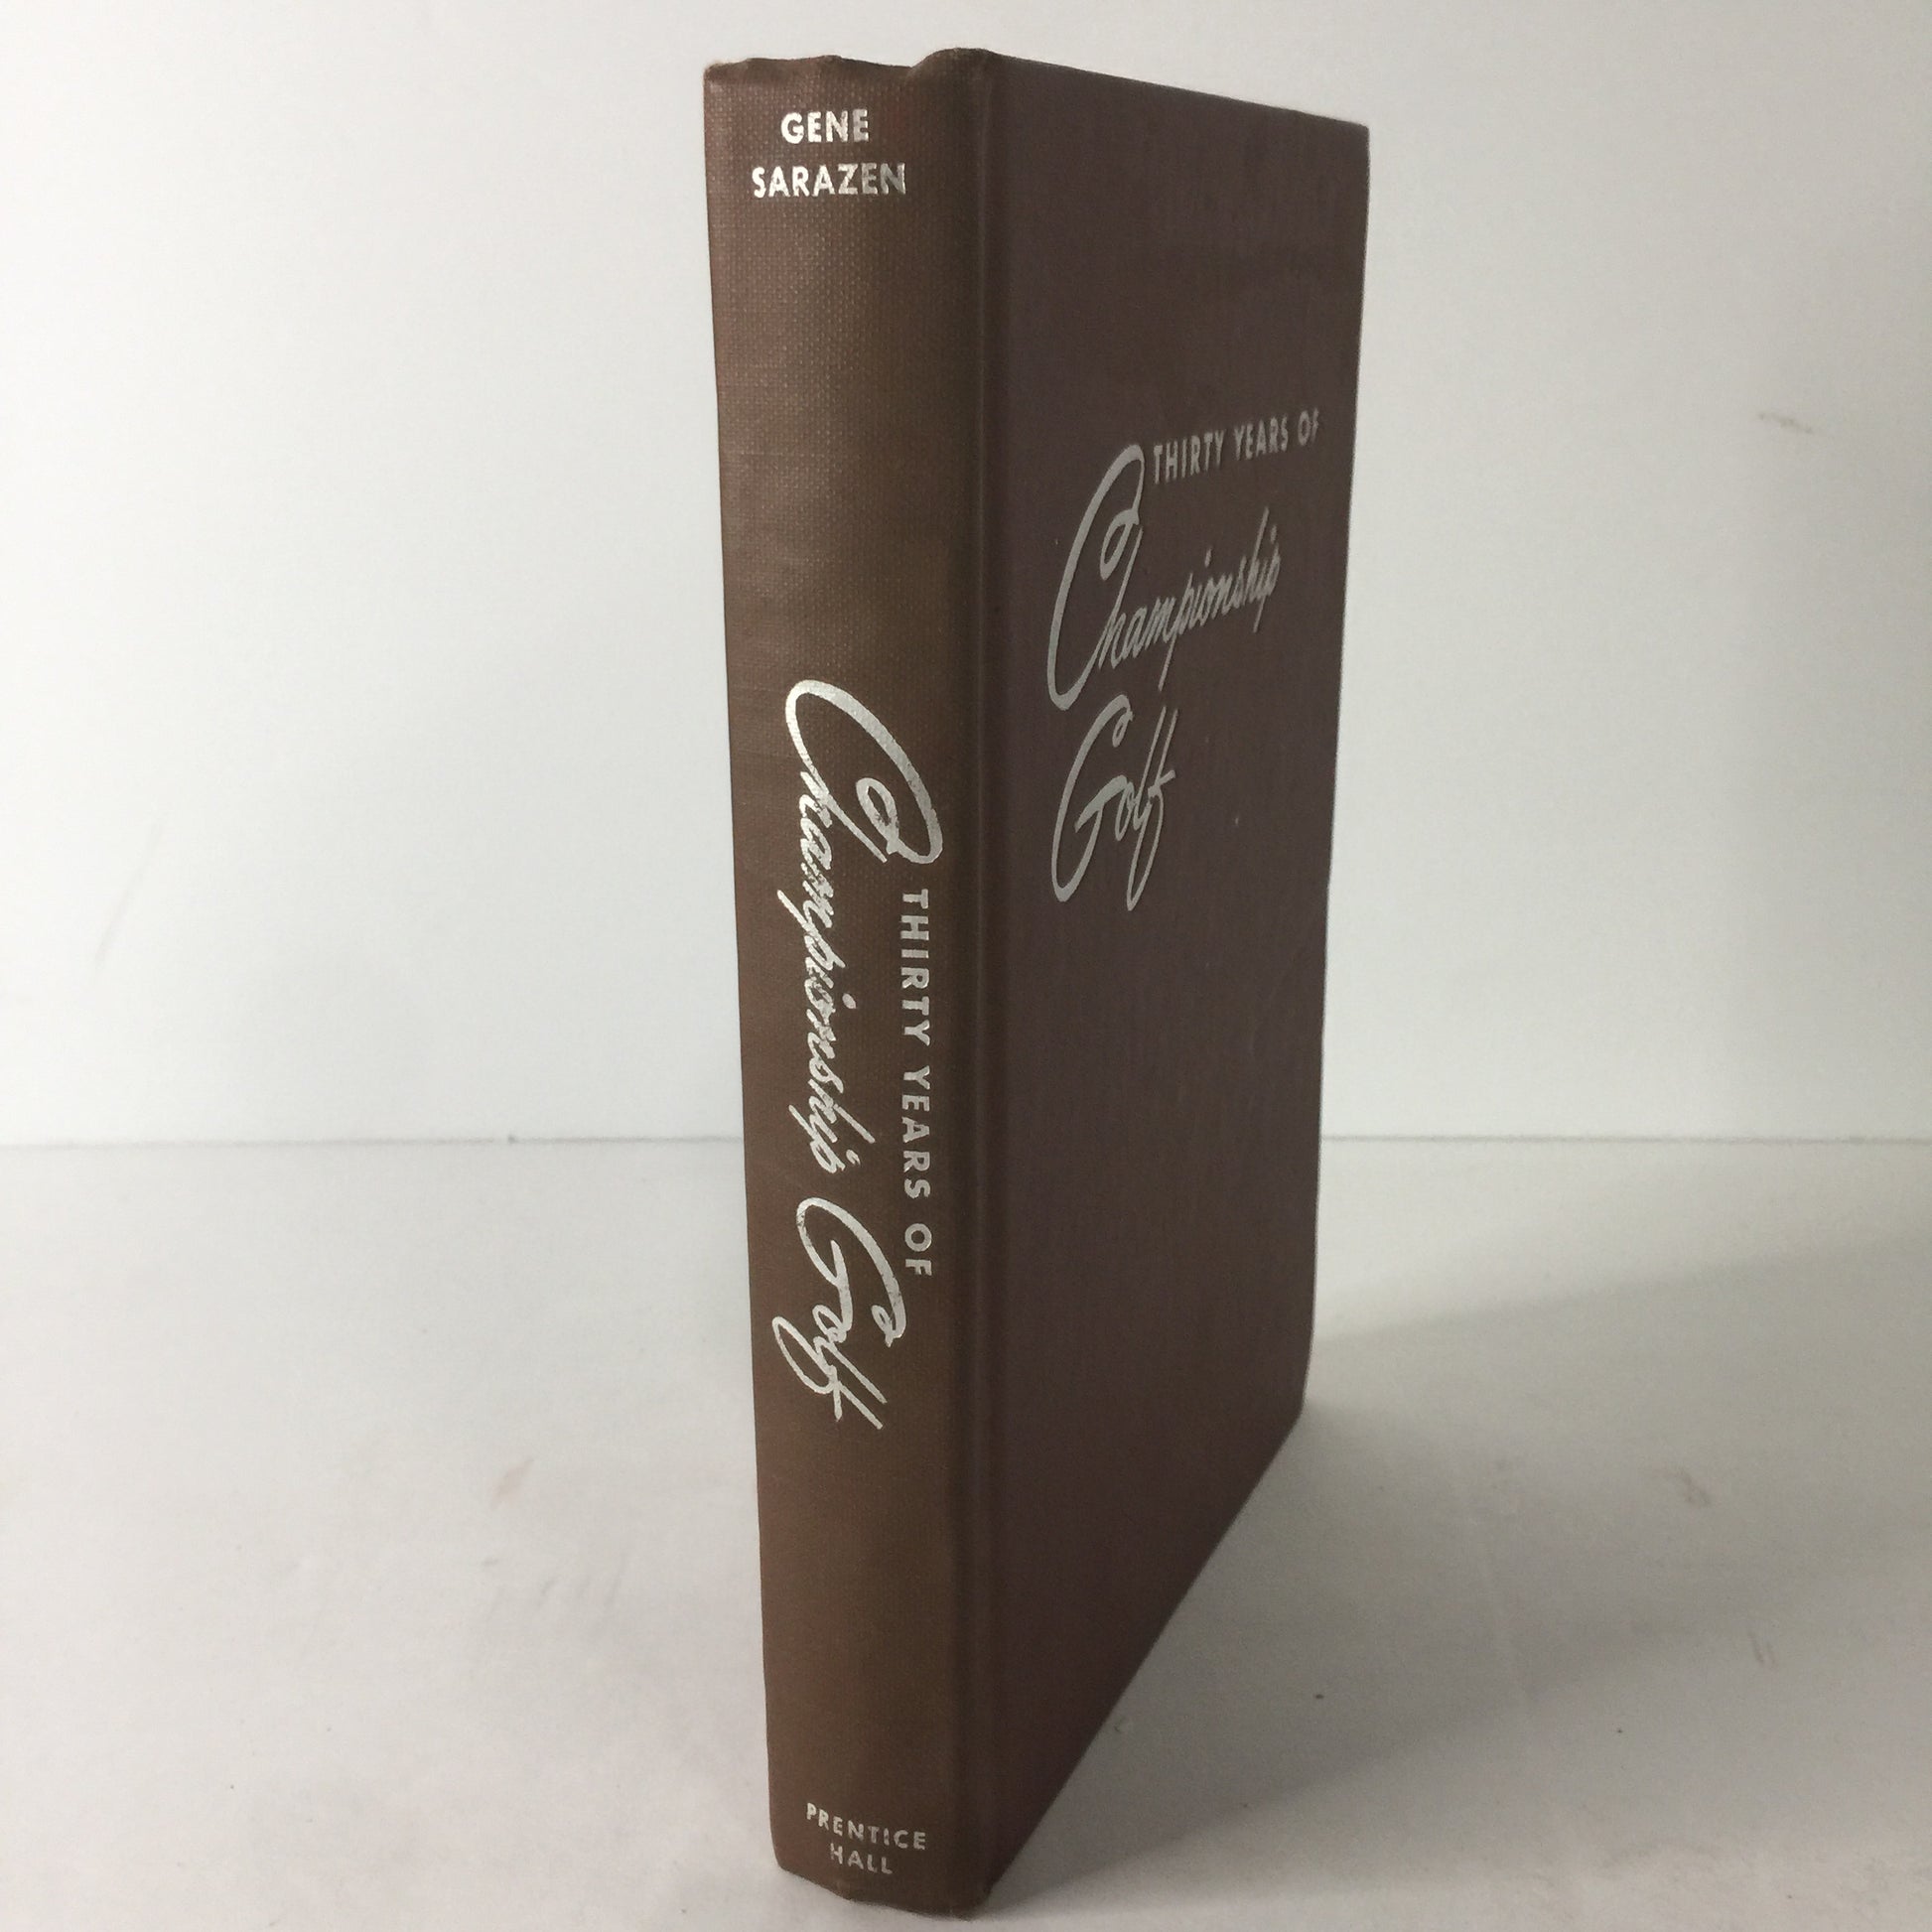 GENE
SARAZEN
THIRTY YEARS OF
Championship Golf
PRENTICE
HALL
THIRTY YEARS OF
Championship
Golf